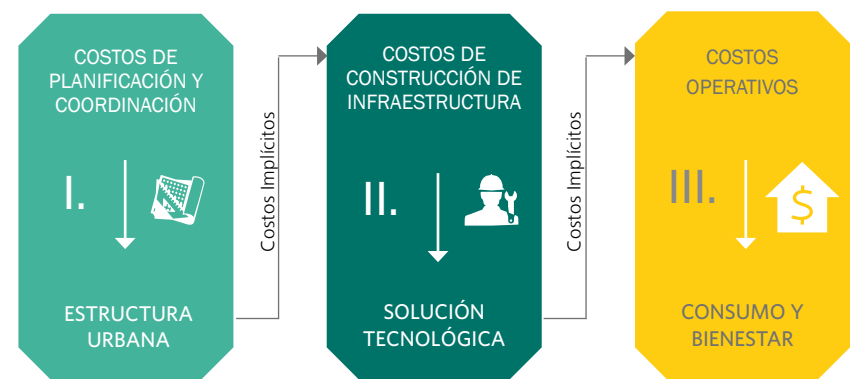 COSTOS DE
PLANIFICACIÓN Y
COORDINACIÓN
I.
ESTRUCTURA
URBANA
Costos Implícitos
COSTOS DE
CONSTRUCCIÓN DE
INFRAESTRUCTURA
II.
SOLUCIÓN
TECNOLÓGICA
Costos Implícitos
COSTOS
OPERATIVOS
III.
$
CONSUMO Y
BIENESTAR